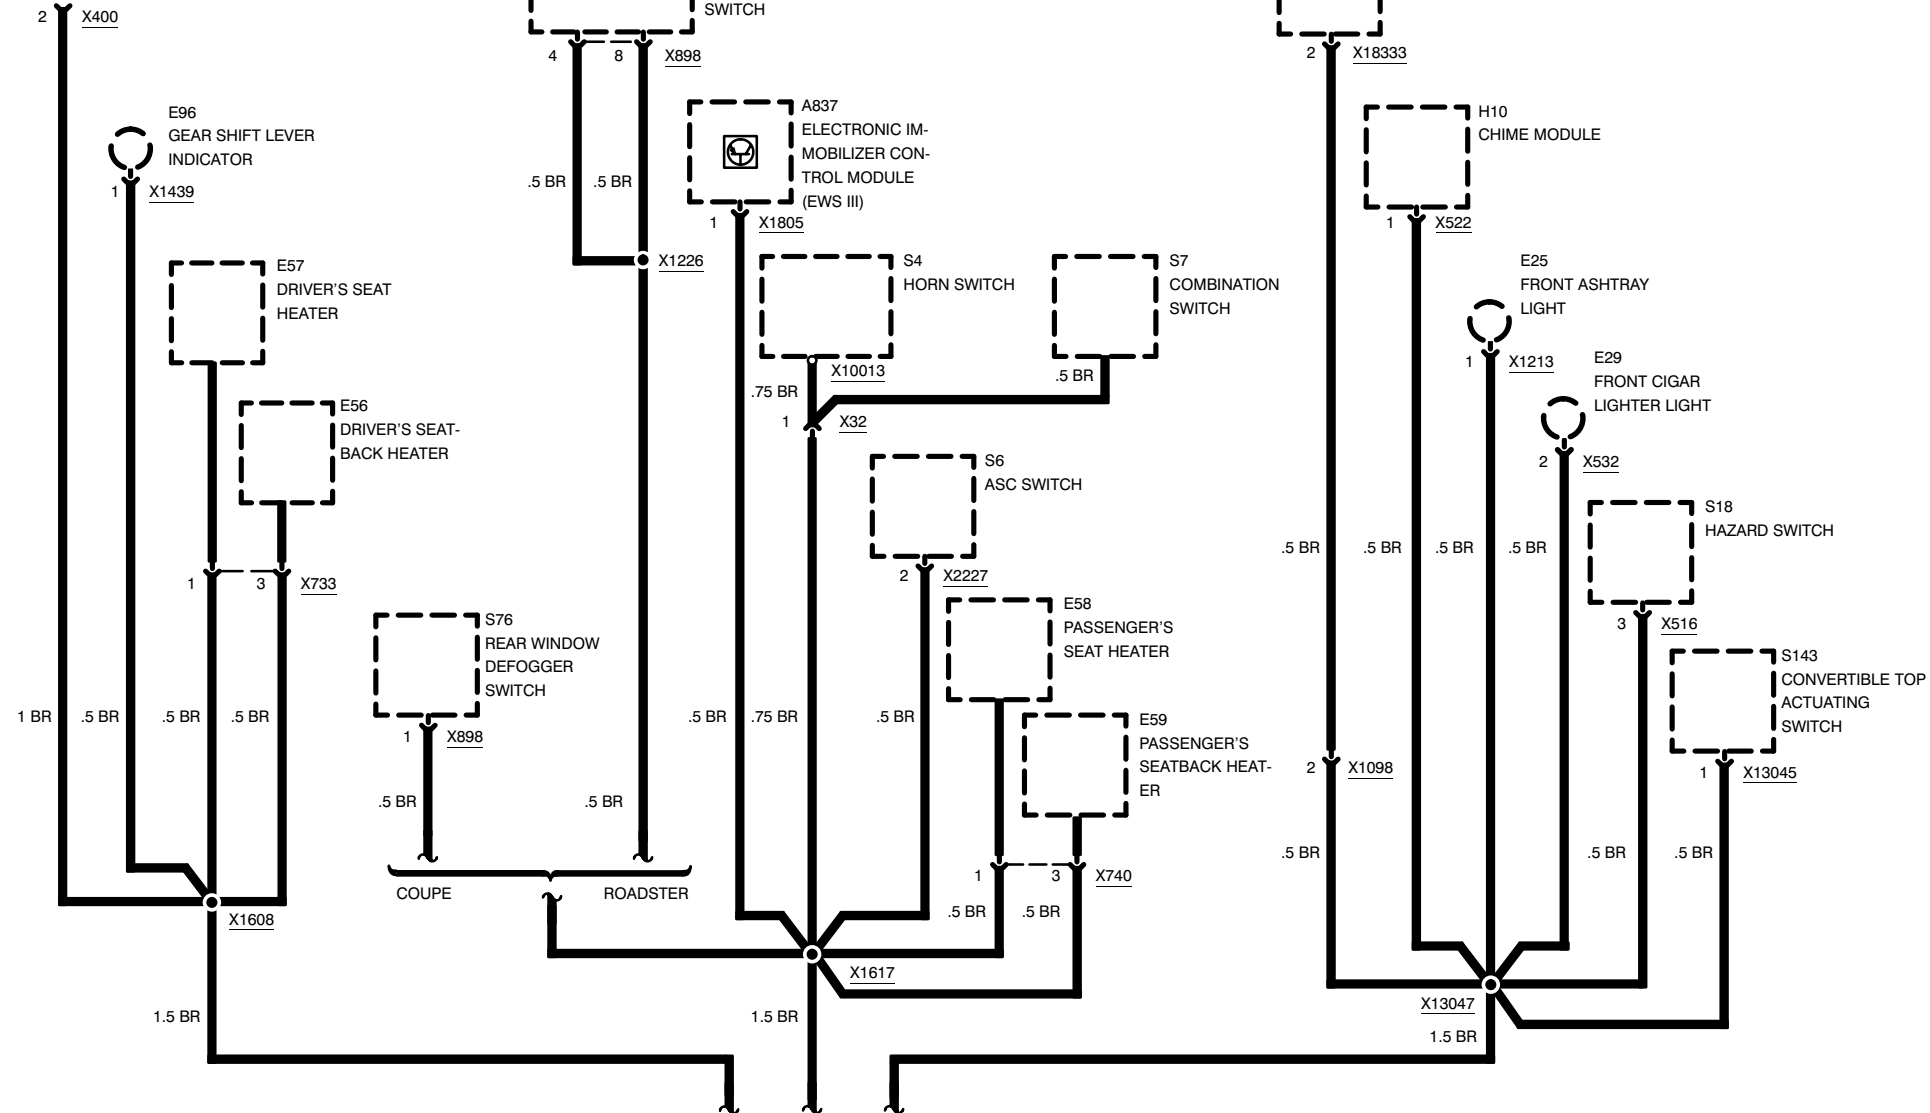 SWITCH
2 X400
4 8 X898
2 X18333
E96
GEAR SHIFT LEVER
INDICATOR
1 X1439
A837
ELECTRONIC IM-
MOBILIZER CON-
TROL MODULE
(EWS III)
1 X1805
H10
CHIME MODULE
1 X522
.5 BR .5 BR
X1226
E57
DRIVER'S SEAT
HEATER
S4
HORN SWITCH
X10013
S7
COMBINATION
SWITCH
.75 BR
.5 BR
1 X32
E25
FRONT ASHTRAY
LIGHT
1 X1213
E29
FRONT CIGAR
LIGHTER LIGHT
2 X532
E56
DRIVER'S SEAT-
BACK HEATER
S6
ASC SWITCH
2 X2227
S18
HAZARD SWITCH
3 X516
.5 BR .5 BR .5 BR .5 BR
1 3 X733
S76
REAR WINDOW
DEFOGGER
SWITCH
1 X898
E58
PASSENGER'S
SEAT HEATER
S143
CONVERTIBLE TOP
ACTUATING
SWITCH
1 X13045
1 BR .5 BR .5 BR .5 BR .5 BR .75 BR .5 BR
E59
PASSENGER'S
SEATBACK HEAT-
ER
2 X1098
.5 BR .5 BR
.5 BR .5 BR .5 BR
1 3 X740
COUPE ROADSTER
.5 BR .5 BR
X1608
X1617
X13047
1.5 BR 1.5 BR 1.5 BR